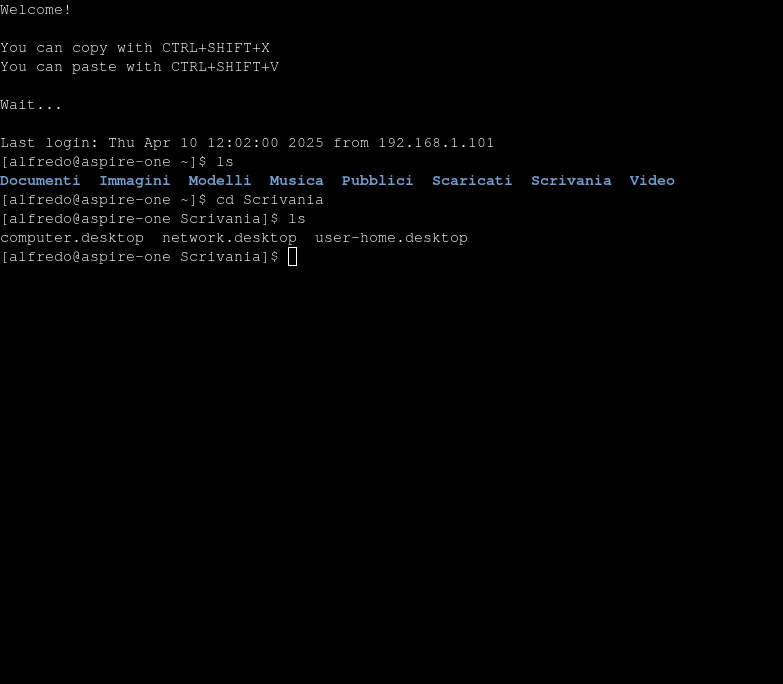 Welcome!
You can copy with CTRL+SHIFT+X
You can paste with CTRL+SHIFT+V
Wait...
Last login: Thu Apr 10 12:02:00 2025 from 192.168.1.101
[alfredo@aspire-one ~]$ ls
Documenti  Immagini  Modelli  Musica  Pubblici  Scaricati  Scrivania  Video
[alfredo@aspire-one ~]$ cd Scrivania
[alfredo@aspire-one Scrivania]$ ls
computer.desktop  network.desktop  user-home.desktop
[alfredo@aspire-one Scrivania]$